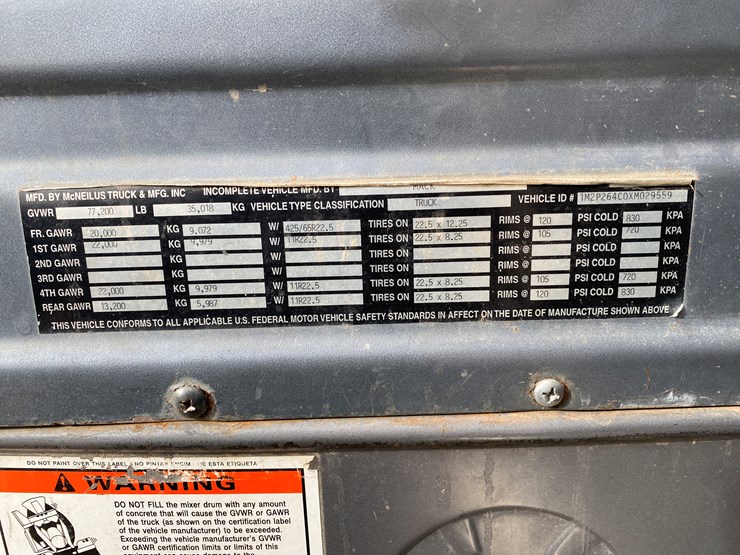 MFD. BY McNEILUS TRUCK & MFG. INC INCOMPLETE VEHICLE MFD. BY MACK
GVWR 77,200 LB 35,018 KG VEHICLE TYPE CLASSIFICATION TRUCK VEHICLE ID # 1M2P264C0XM029559
FR. GAWR 20,000 KG 9.072 W/ 425/65R22.5 TIRES ON 22.5 x 12.25 RIMS @ 120 PSI COLD 830 KPA
1ST GAWR 22,000 KG 9,979 W/ 11R22.5 TIRES ON 22.5 x 8.25 RIMS @ 105 PSI COLD 720 KPA
2ND GAWR KG W/ TIRES ON RIMS @ PSI COLD KPA
3RD GAWR KG W/ TIRES ON RIMS @ PSI COLD KPA
4TH GAWR 22,000 KG 9,979 W/ 11R22.5 TIRES ON 22.5 x 8.25 RIMS @ 105 PSI COLD 720 KPA
REAR GAWR 13,200 KG 5,987 W/ 11R22.5 TIRES ON 22.5 x 8.25 RIMS @ 120 PSI COLD 830 KPA
THIS VEHICLE CONFORMS TO ALL APPLICABLE U.S. FEDERAL MOTOR VEHICLE SAFETY STANDARDS IN AFFECT ON THE DATE OF MANUFACTURE SHOWN ABOVE
DO NOT PAINT OVER THIS LABEL / NO PINTAR ENCIMA DE ESTA ETIQUETA
WARNING
DO NOT FILL the mixer drum with any amount
of concrete that will cause the GVWR or GAWR
of the truck (as shown on the certification label
of the vehicle manufacturer) to be exceeded.
Exceeding the vehicle manufacturer's GVWR
or GAWR certification limits or limits of this